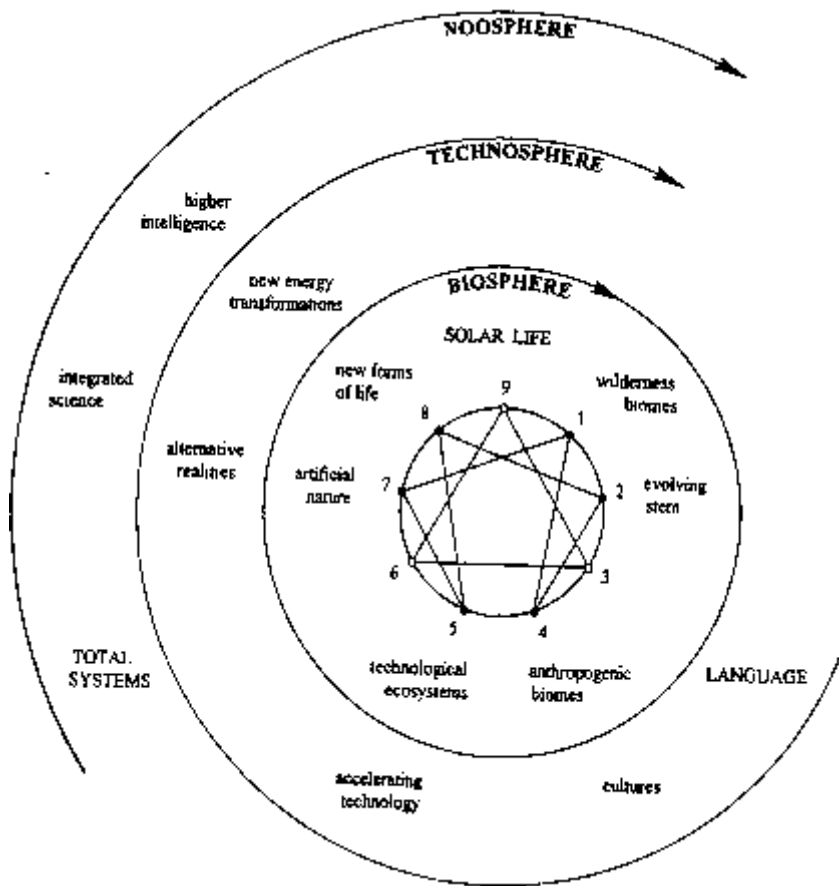 NOOSPHERE
TECHNOSPHERE
higher
intelligence
new energy
transformations
BIOSPHERE
SOLAR LIFE
new forms
of life
9
wilderness
biomes
integrated
science
8
1
alternative
realities
artificial
nature
7
2
evolving
stem
6
3
5
4
TOTAL
SYSTEMS
technological
ecosystems
anthropogenic
biomes
LANGUAGE
accelerating
technology
cultures